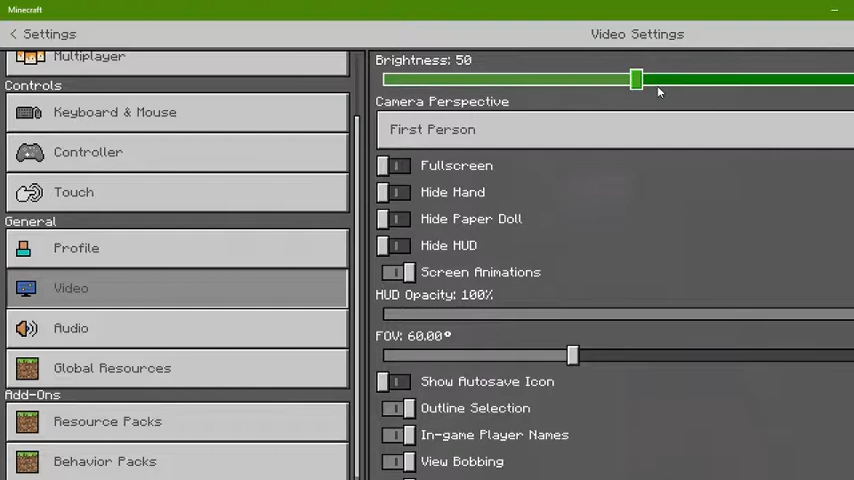 Minecraft
< Settings
Video Settings
Multiplayer
Controls
Keyboard & Mouse
Controller
Touch
General
Profile
Video
Audio
Global Resources
Add-Ons
Resource Packs
Behavior Packs
Brightness: 50
Camera Perspective
First Person
Fullscreen
Hide Hand
Hide Paper Doll
Hide HUD
Screen Animations
HUD Opacity: 100%
FOV: 60.00°
Show Autosave Icon
Outline Selection
In-game Player Names
View Bobbing